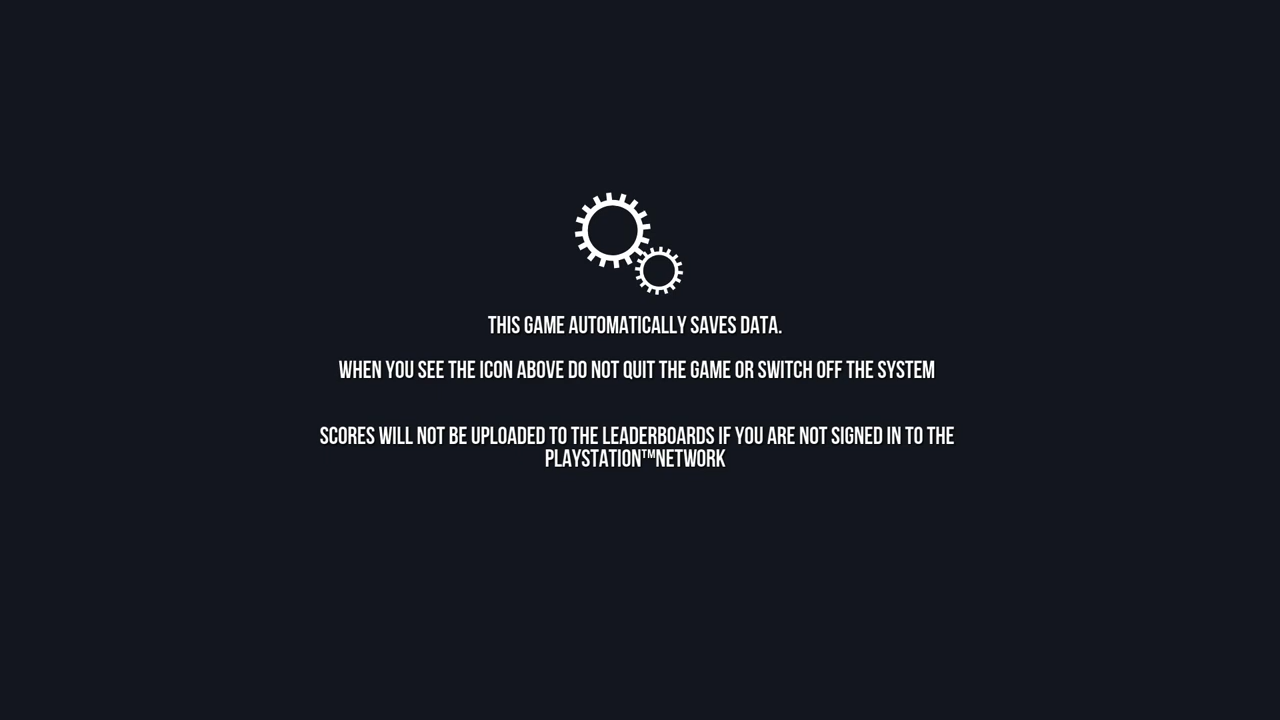 THIS GAME AUTOMATICALLY SAVES DATA.
WHEN YOU SEE THE ICON ABOVE DO NOT QUIT THE GAME OR SWITCH OFF THE SYSTEM
SCORES WILL NOT BE UPLOADED TO THE LEADERBOARDS IF YOU ARE NOT SIGNED IN TO THE
PLAYSTATION™NETWORK